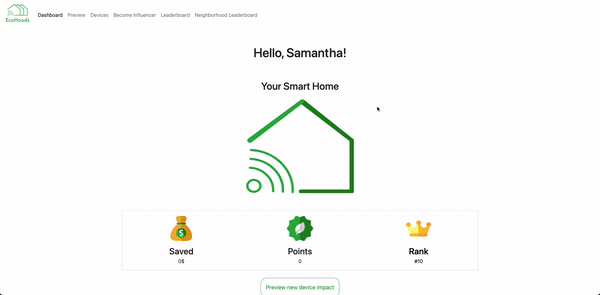 EcoHoods
Dashboard Preview Devices Become Influencer Leaderboard Neighborhood Leaderboard
Hello, Samantha!
Your Smart Home
$
Saved Points Rank
0$ 0 #10
Preview new device impact